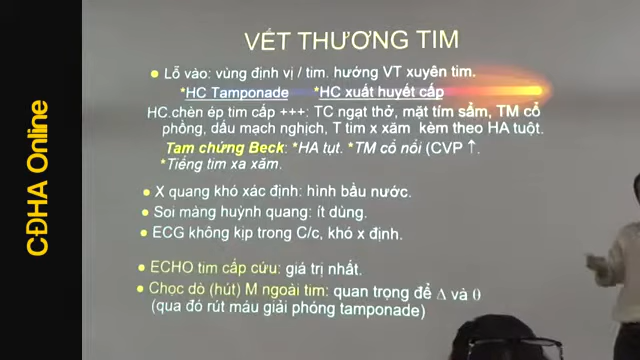 VẾT THƯƠNG TIM
Lỗ vào: vùng định vị / tim. hướng VT xuyên tim.
*HC Tamponade *HC xuất huyết cấp
HC.chèn ép tim cấp +++: TC ngạt thở, mặt tím sẩm, TM cổ
phồng, dấu mạch nghịch, T tim x xăm kèm theo HA tuột.
Tam chứng Beck: *HA tụt. *TM cổ nổi (CVP ↑.
*Tiếng tim xa xăm.
X quang khó xác định: hình bầu nước.
Soi màng huỳnh quang: ít dùng.
ECG không kịp trong C/c, khó x định.
ECHO tim cấp cứu: giá trị nhất.
Chọc dò (hút) M ngoài tim: quan trọng để Δ và θ
(qua đó rút máu giải phóng tamponade)
CĐHA Online